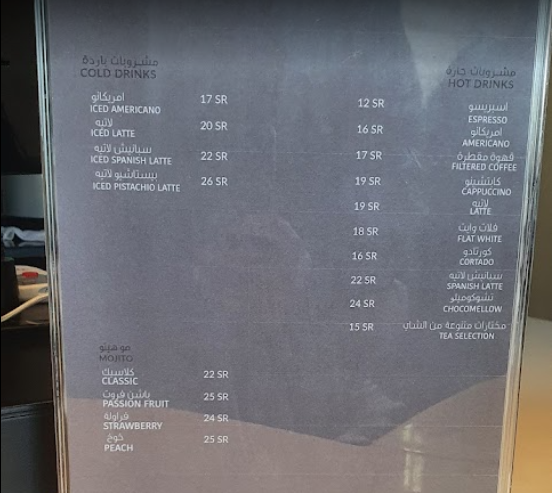 مشروبات باردة
COLD DRINKS
امريكانو
ICED AMERICANO
17 SR
لاتيه
ICED LATTE
20 SR
سبانيش لاتيه
ICED SPANISH LATTE
22 SR
بيستاشيو لاتيه
ICED PISTACHIO LATTE
26 SR
موهيتو
MOJITO
كلاسيك
CLASSIC
22 SR
باشن فروت
PASSION FRUIT
25 SR
فراولة
STRAWBERRY
24 SR
خوخ
PEACH
25 SR
مشروبات حارة
HOT DRINKS
اسبريسو
ESPRESSO
12 SR
امريكانو
AMERICANO
16 SR
قهوة مقطرة
FILTERED COFFEE
17 SR
كابتشينو
CAPPUCCINO
19 SR
لاتيه
LATTE
19 SR
فلات وايت
FLAT WHITE
18 SR
كورتادو
CORTADO
16 SR
سبانيش لاتيه
SPANISH LATTE
22 SR
تشوكوميلو
CHOCOMELLOW
24 SR
مختارات متنوعة من الشاي
TEA SELECTION
15 SR